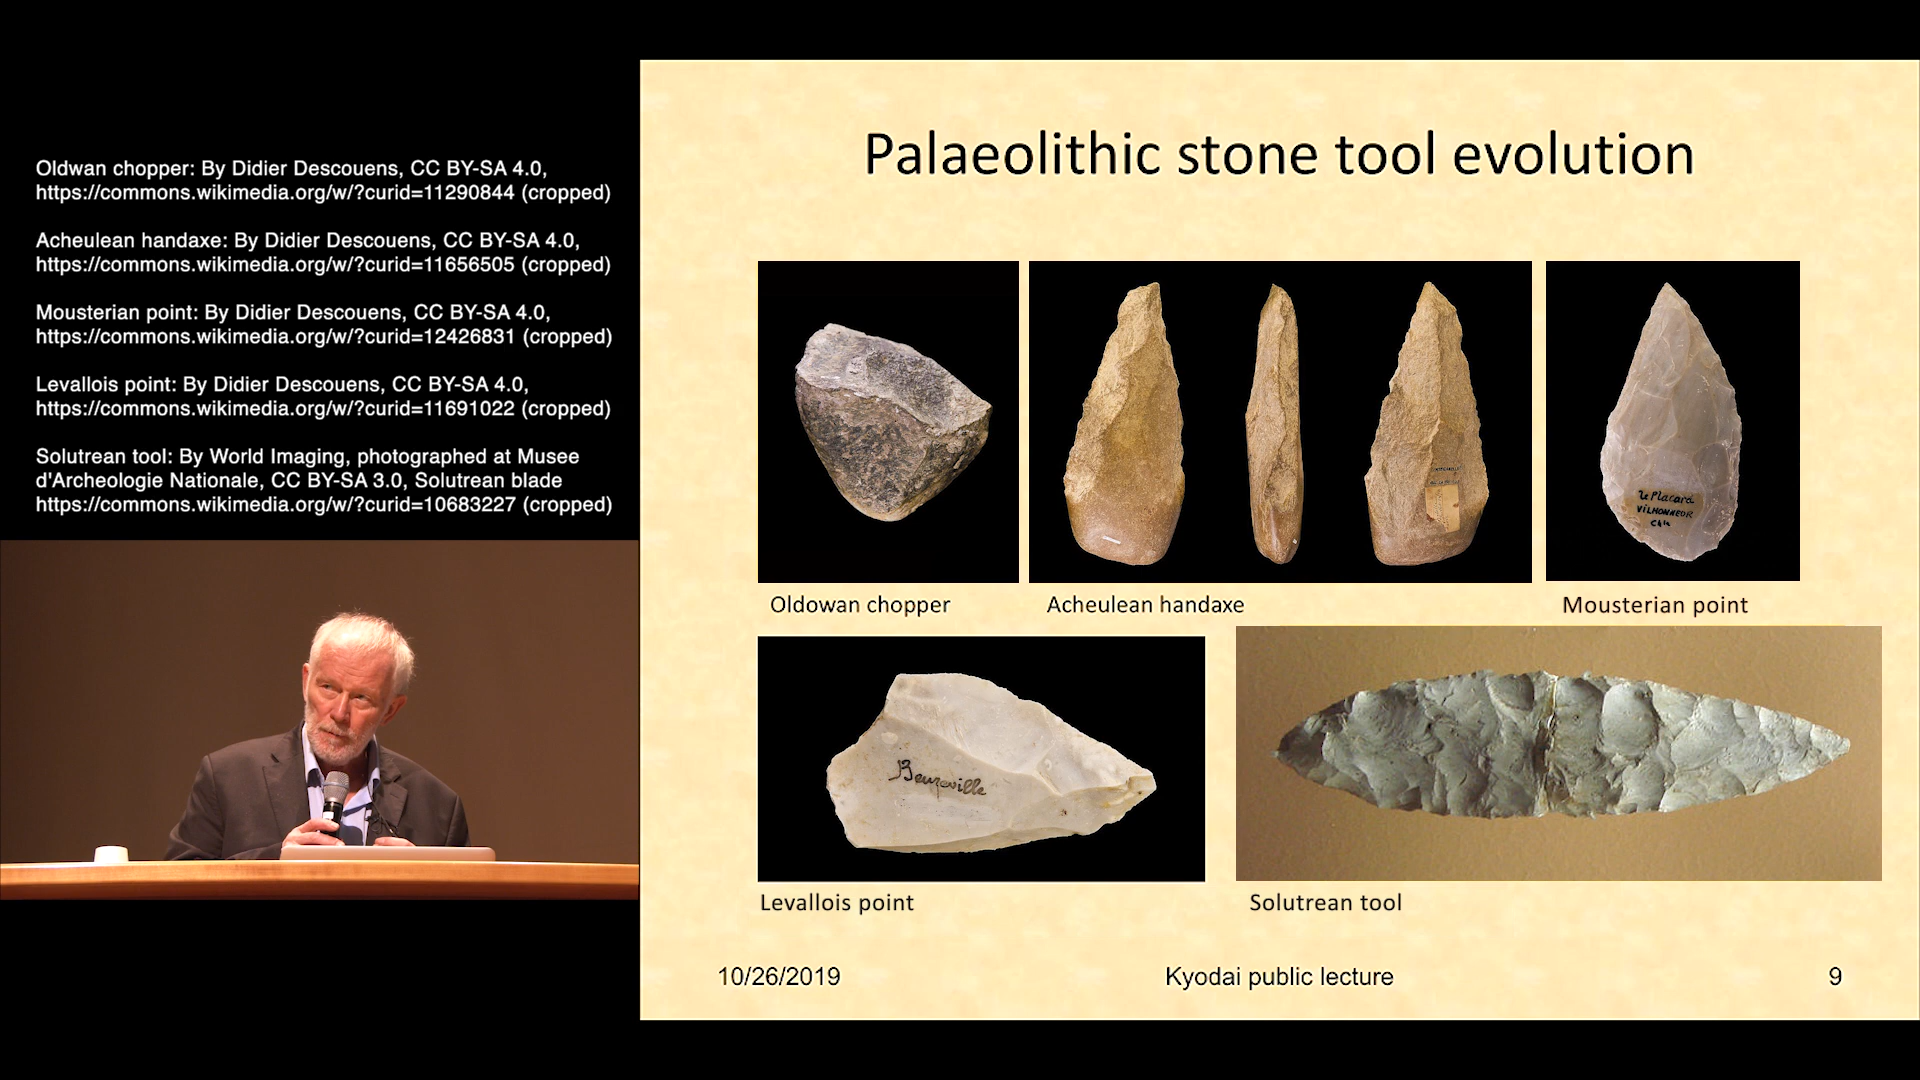 Oldwan chopper: By Didier Descouens, CC BY-SA 4.0,
https://commons.wikimedia.org/w/?curid=11290844 (cropped)
Acheulean handaxe: By Didier Descouens, CC BY-SA 4.0,
https://commons.wikimedia.org/w/?curid=11656505 (cropped)
Mousterian point: By Didier Descouens, CC BY-SA 4.0,
https://commons.wikimedia.org/w/?curid=12426831 (cropped)
Levallois point: By Didier Descouens, CC BY-SA 4.0,
https://commons.wikimedia.org/w/?curid=11691022 (cropped)
Solutrean tool: By World Imaging, photographed at Musee
d'Archeologie Nationale, CC BY-SA 3.0, Solutrean blade
https://commons.wikimedia.org/w/?curid=10683227 (cropped)
Palaeolithic stone tool evolution
Placard
VILHONNEUR
Oldowan chopper
Acheulean handaxe
Mousterian point
Beuzeville
Levallois point
Solutrean tool
10/26/2019
Kyodai public lecture
9